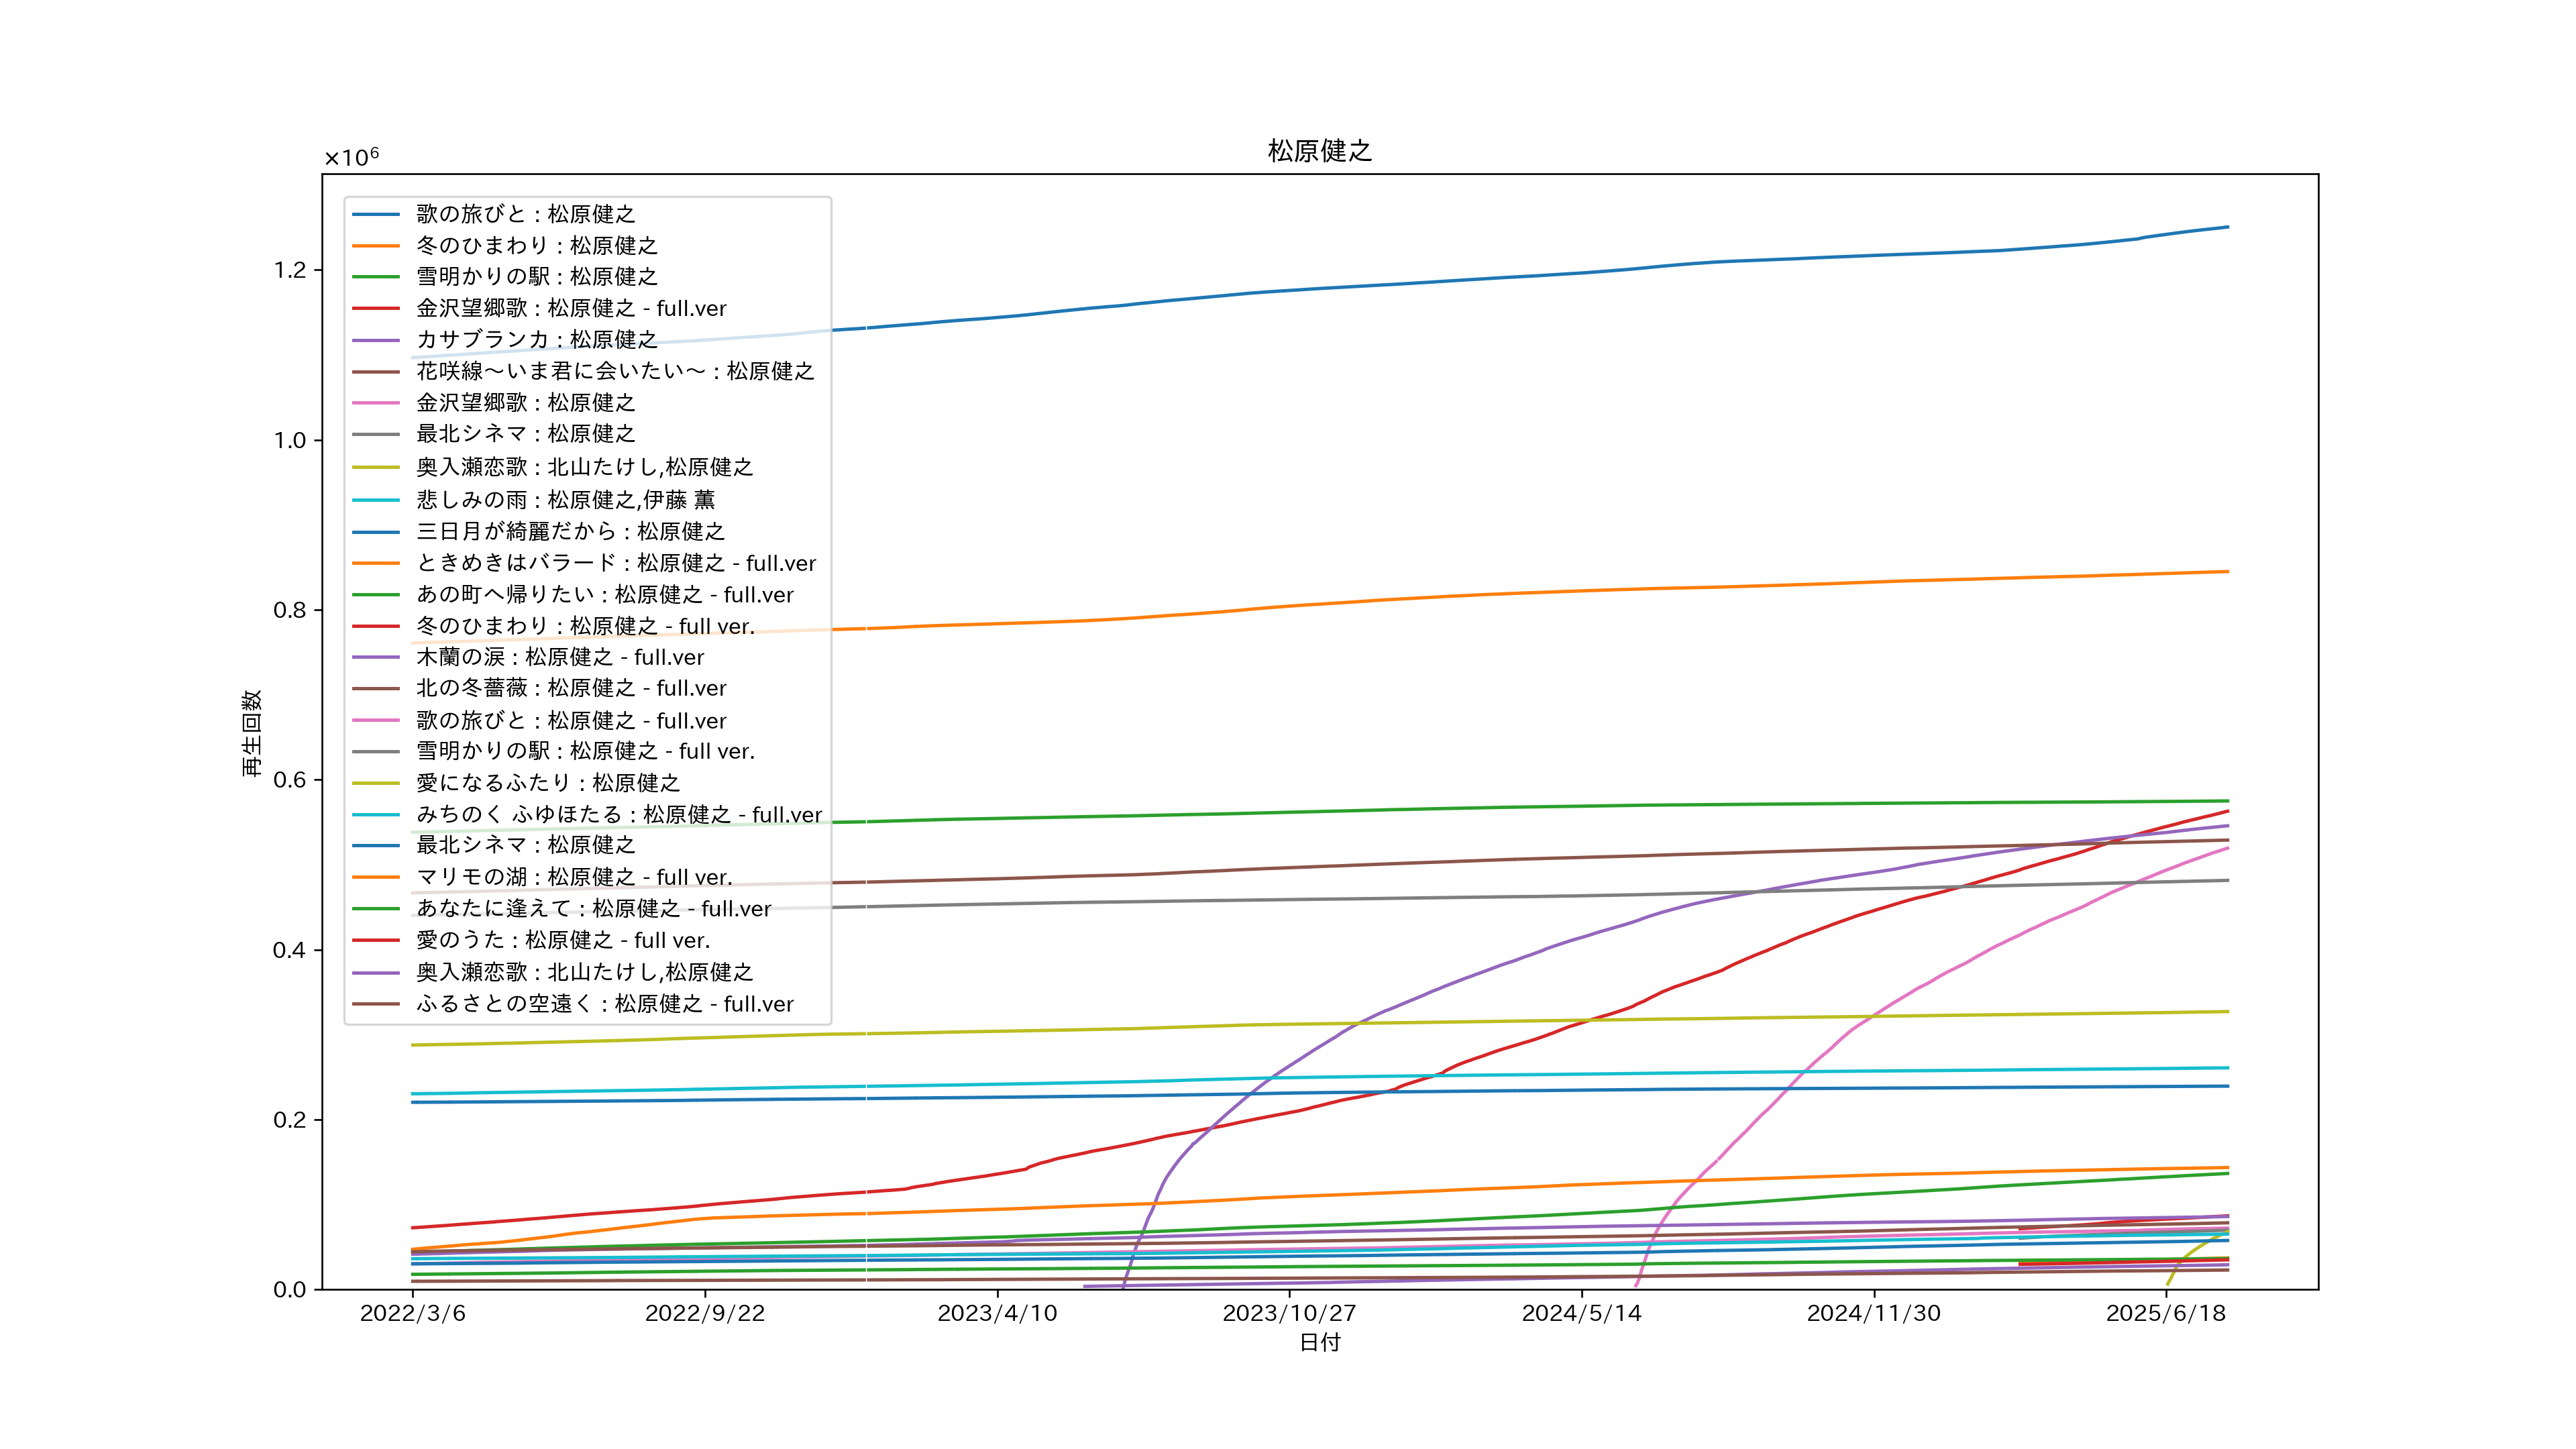 松原健之
×10⁶
歌の旅びと : 松原健之
冬のひまわり : 松原健之
雪明かりの駅 : 松原健之
金沢望郷歌 : 松原健之 - full.ver
カサブランカ : 松原健之
花咲線～いま君に会いたい～ : 松原健之
金沢望郷歌 : 松原健之
最北シネマ : 松原健之
奥入瀬恋歌 : 北山たけし,松原健之
悲しみの雨 : 松原健之,伊藤 薫
三日月が綺麗だから : 松原健之
ときめきはバラード : 松原健之 - full.ver
あの町へ帰りたい : 松原健之 - full.ver
冬のひまわり : 松原健之 - full ver.
木蘭の涙 : 松原健之 - full.ver
北の冬薔薇 : 松原健之 - full.ver
歌の旅びと : 松原健之 - full.ver
雪明かりの駅 : 松原健之 - full ver.
愛になるふたり : 松原健之
みちのく ふゆほたる : 松原健之 - full.ver
最北シネマ : 松原健之
マリモの湖 : 松原健之 - full ver.
あなたに逢えて : 松原健之 - full.ver
愛のうた : 松原健之 - full ver.
奥入瀬恋歌 : 北山たけし,松原健之
ふるさとの空遠く : 松原健之 - full.ver
1.2
1.0
0.8
0.6
0.4
0.2
0.0
再生回数
2022/3/6
2022/9/22
2023/4/10
2023/10/27
2024/5/14
2024/11/30
2025/6/18
日付